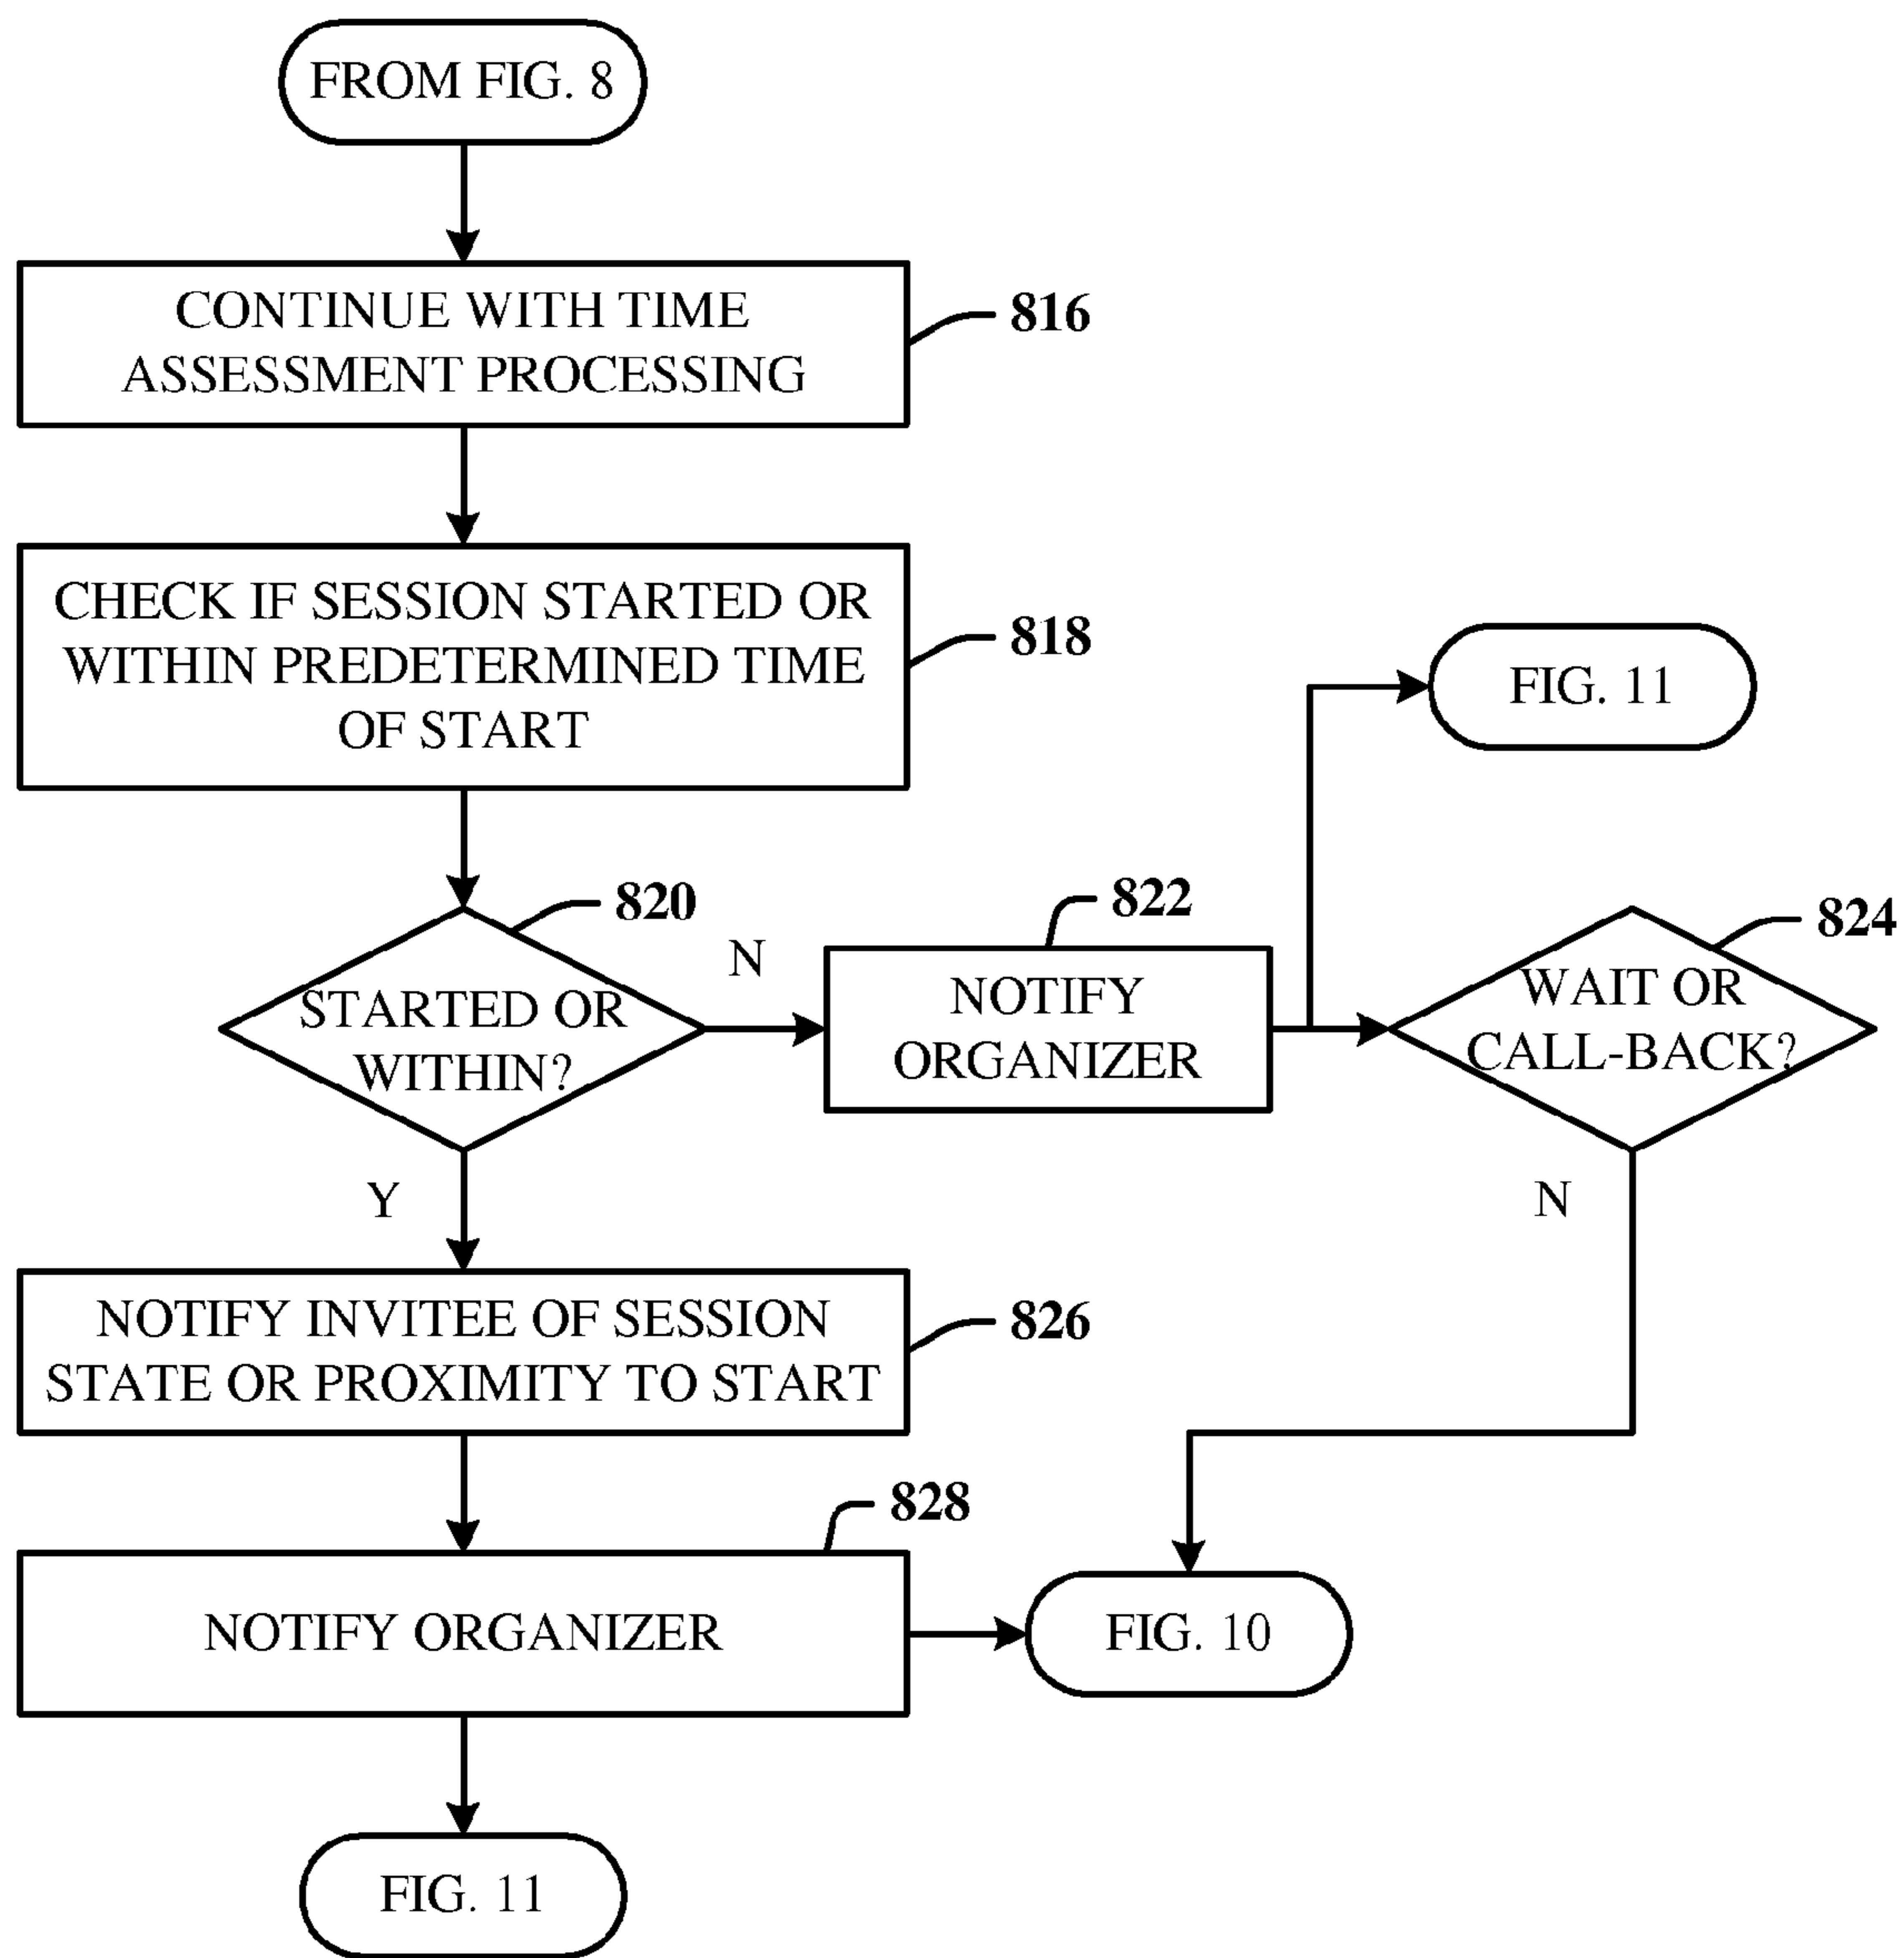 FROM FIG. 8
CONTINUE WITH TIME
ASSESSMENT PROCESSING
816
CHECK IF SESSION STARTED OR
WITHIN PREDETERMINED TIME
OF START
818
FIG. 11
820
STARTED OR
WITHIN?
N
822
NOTIFY
ORGANIZER
824
WAIT OR
CALL-BACK?
Y
N
NOTIFY INVITEE OF SESSION
STATE OR PROXIMITY TO START
826
828
NOTIFY ORGANIZER
FIG. 10
FIG. 11